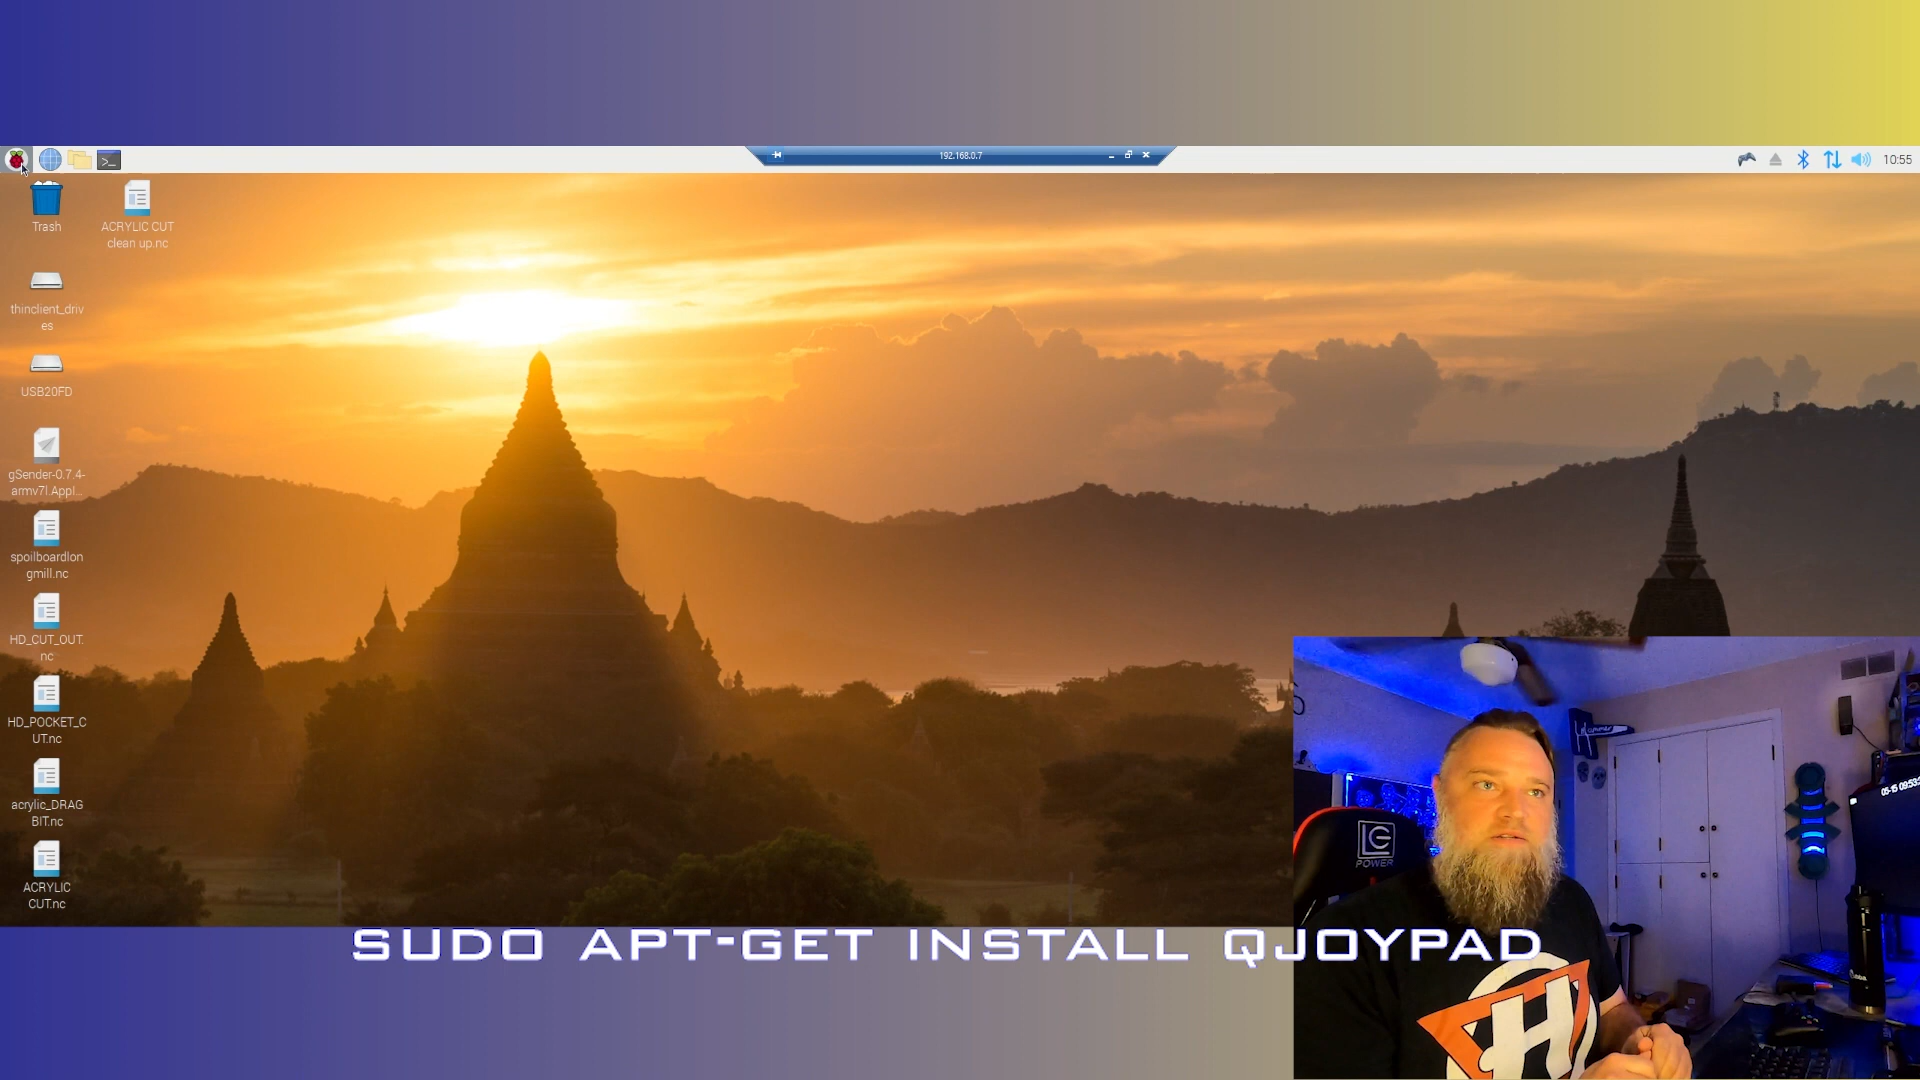 192.168.0.7
10:55
Trash
ACRYLIC CUT
clean up.nc
thinclient_driv
es
USB20FD
gSender-0.7.4-
armv7l.Appl...
spoilboardlon
gmill.nc
HD_CUT_OUT.
nc
HD_POCKET_C
UT.nc
acrylic_DRAG
BIT.nc
ACRYLIC
CUT.nc
SUDO APT-GET INSTALL QJOYPAD
POWER
H